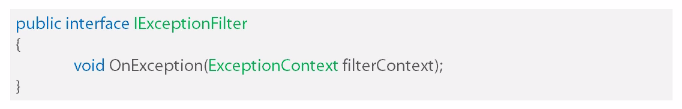 public interface IExceptionFilter
{
void OnException(ExceptionContext filterContext);
}